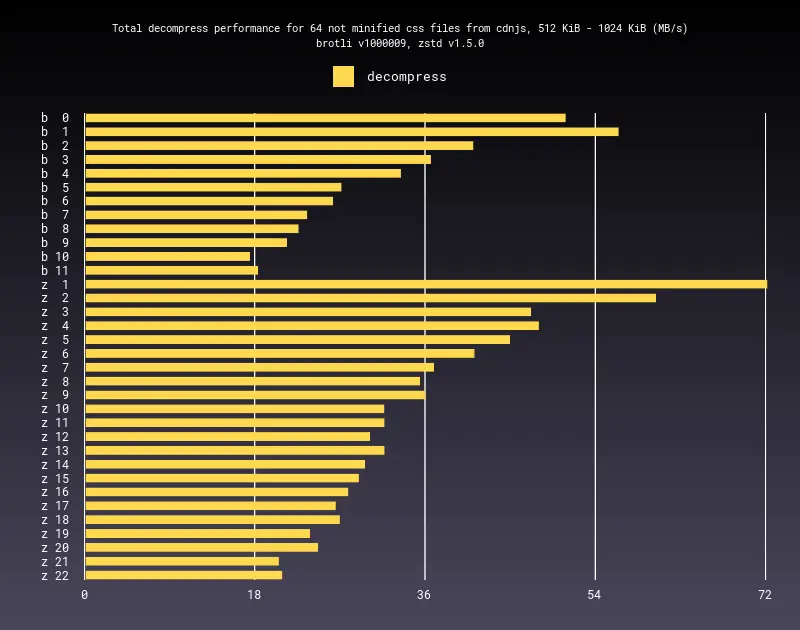 Total decompress performance for 64 not minified css files from cdnjs, 512 KiB - 1024 KiB (MB/s)
brotli v1000009, zstd v1.5.0
decompress
b 0
b 1
b 2
b 3
b 4
b 5
b 6
b 7
b 8
b 9
b 10
b 11
z 1
z 2
z 3
z 4
z 5
z 6
z 7
z 8
z 9
z 10
z 11
z 12
z 13
z 14
z 15
z 16
z 17
z 18
z 19
z 20
z 21
z 22
0 18 36 54 72